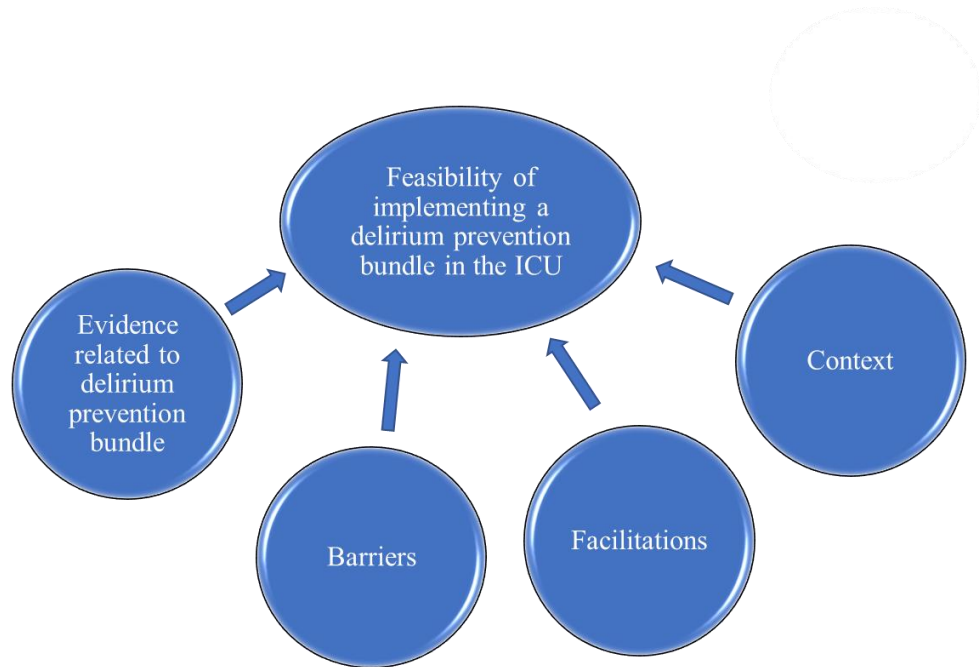 Feasibility of
implementing a
delirium prevention
bundle in the ICU
Evidence
related to
delirium
prevention
bundle
Barriers
Facilitations
Context